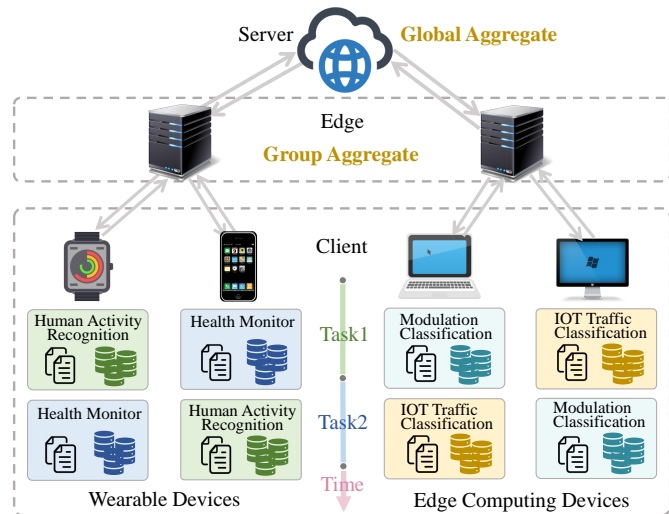 Server
Global Aggregate
Edge
Group Aggregate
Client
Human Activity
Recognition
Health Monitor
Task1
Modulation
Classification
IOT Traffic
Classification
Health Monitor
Human Activity
Recognition
Task2
IOT Traffic
Classification
Modulation
Classification
Wearable Devices
Time
Edge Computing Devices